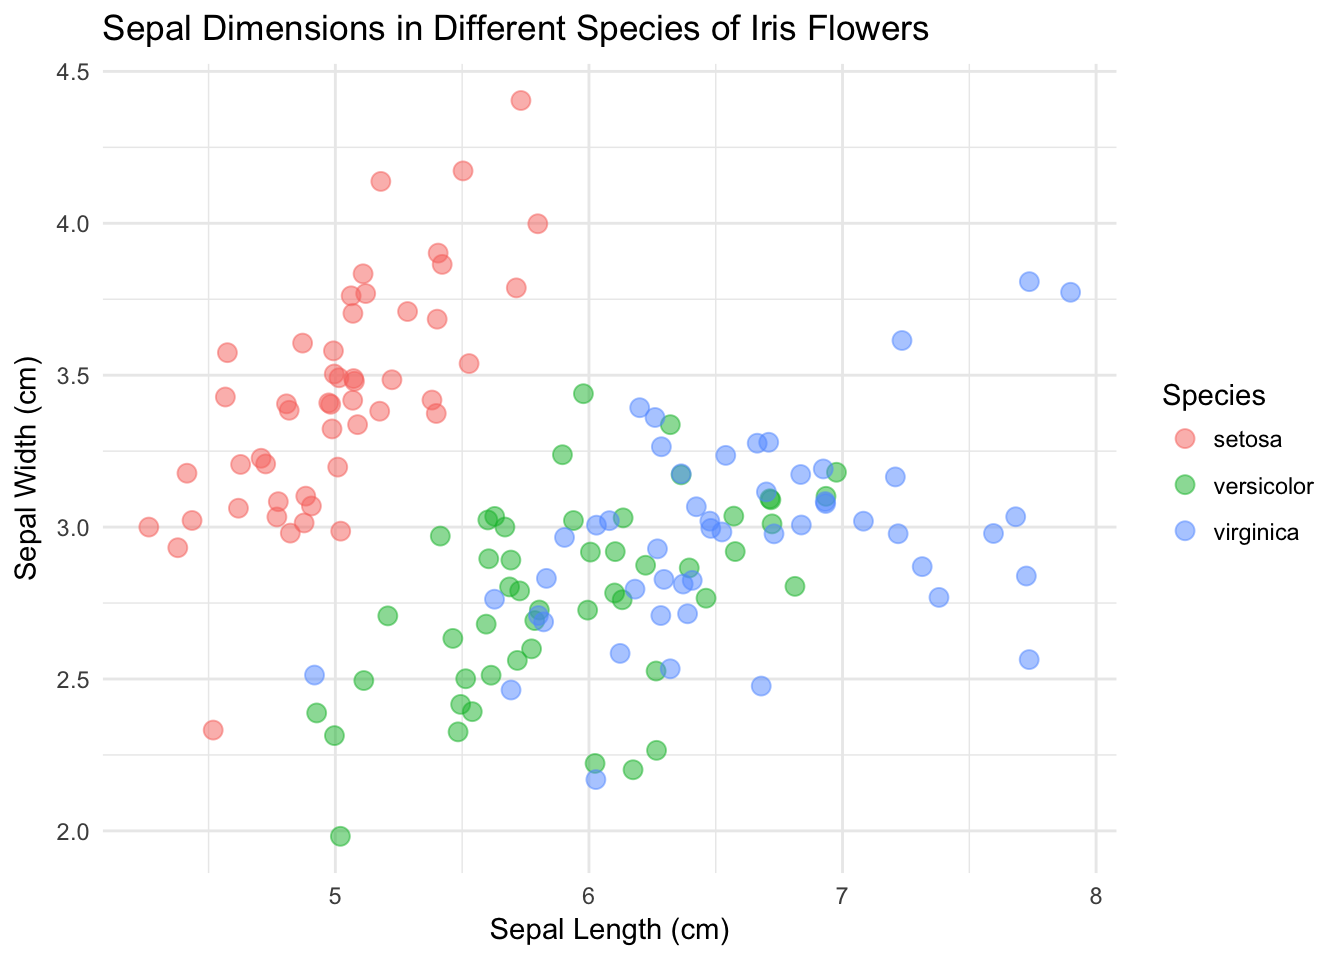 Sepal Dimensions in Different Species of Iris Flowers
4.5
4.0
3.5
3.0
2.5
2.0
Sepal Width (cm)
5 6 7 8
Sepal Length (cm)
Species
setosa
versicolor
virginica